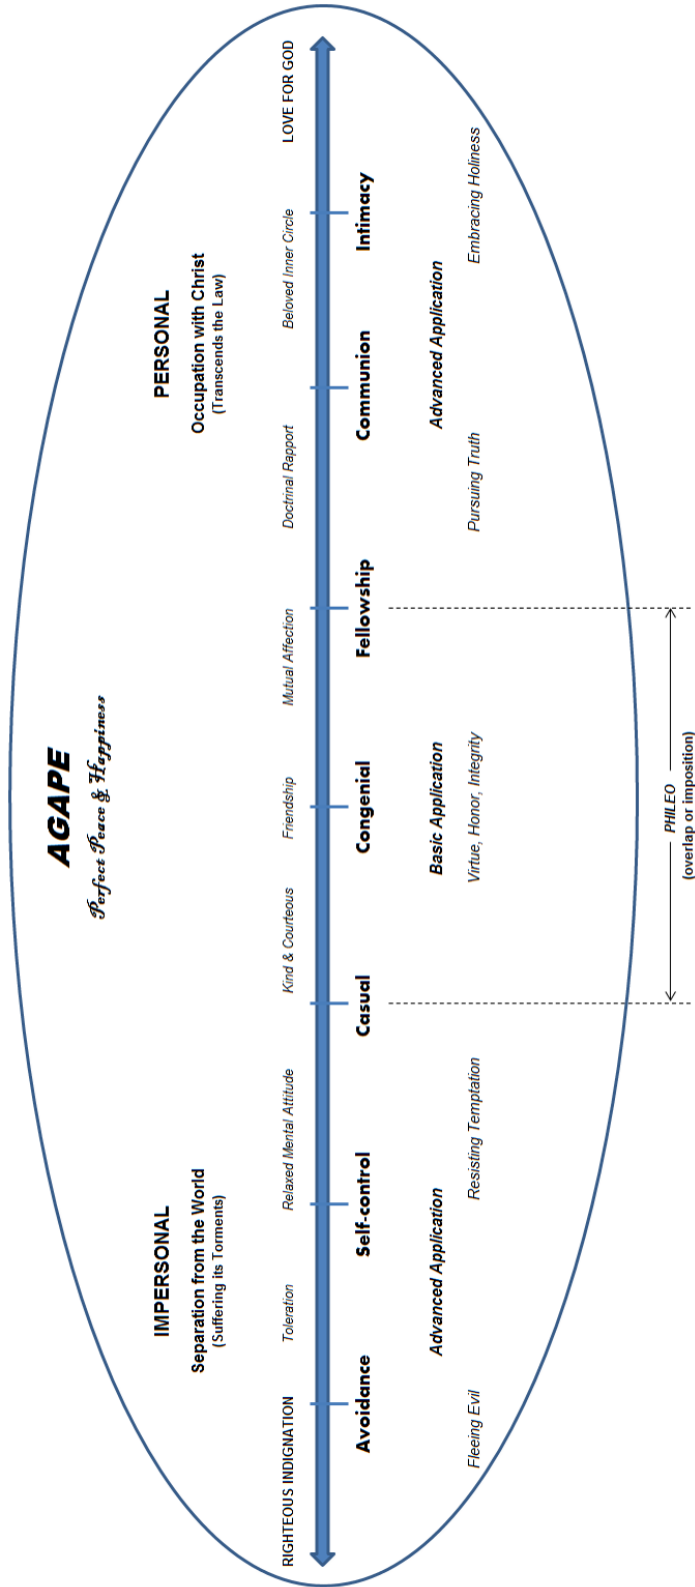 AGAPE
Perfect Peace & Happiness
IMPERSONAL
Separation from the World
(Suffering its Torments)
PERSONAL
Occupation with Christ
(Transcends the Law)
RIGHTEOUS INDIGNATION
Toleration
Relaxed Mental Attitude
Kind & Courteous
Friendship
Mutual Affection
Doctrinal Rapport
Beloved Inner Circle
LOVE FOR GOD
Avoidance
Self-control
Casual
Congenial
Fellowship
Communion
Intimacy
Advanced Application
Basic Application
Advanced Application
Fleeing Evil
Resisting Temptation
Virtue, Honor, Integrity
Pursuing Truth
Embracing Holiness
PHILEO
(overlap or imposition)